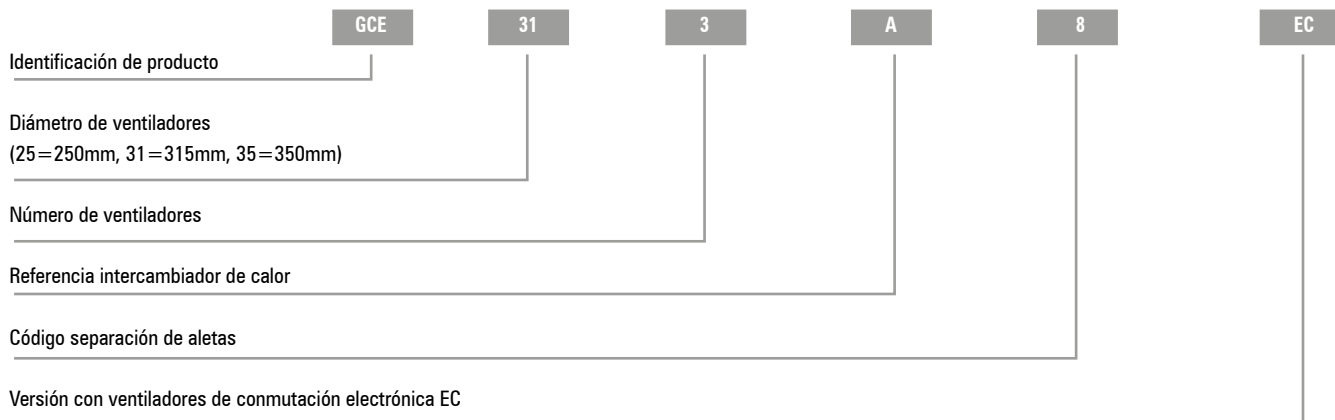 GCE 31 3 A 8 EC
Identificación de producto
Diámetro de ventiladores
(25=250mm, 31=315mm, 35=350mm)
Número de ventiladores
Referencia intercambiador de calor
Código separación de aletas
Versión con ventiladores de conmutación electrónica EC